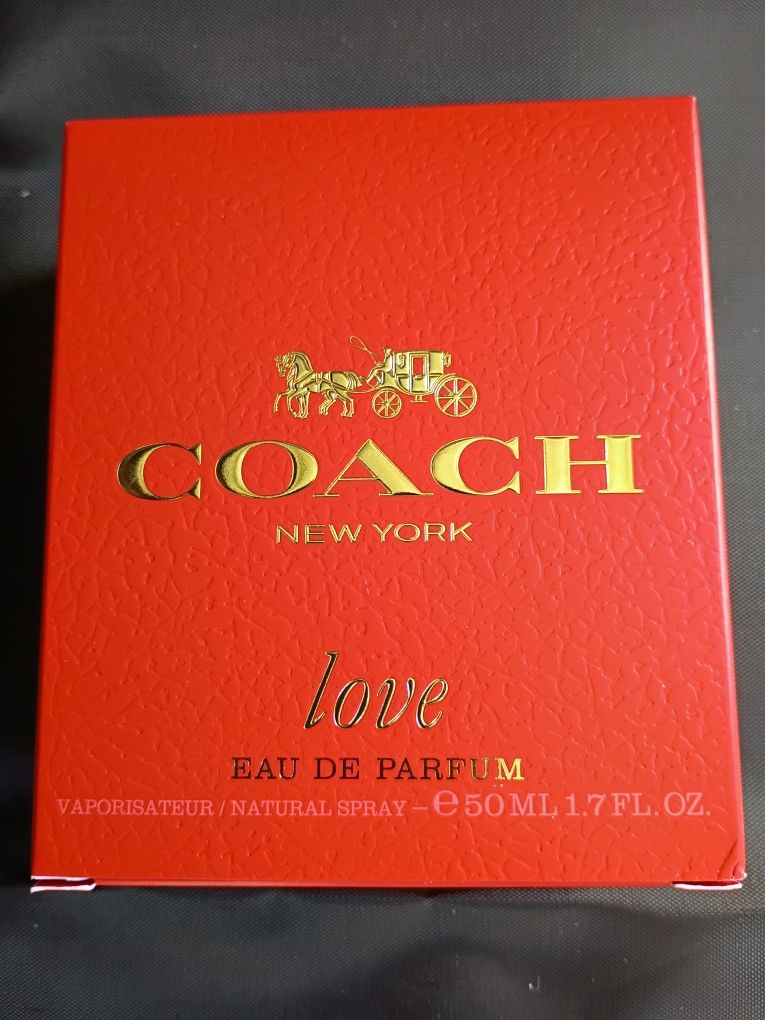 COACH
NEW YORK
love
EAU DE PARFUM
VAPORISATEUR / NATURAL SPRAY – ℮ 50 ML 1.7 FL. OZ.